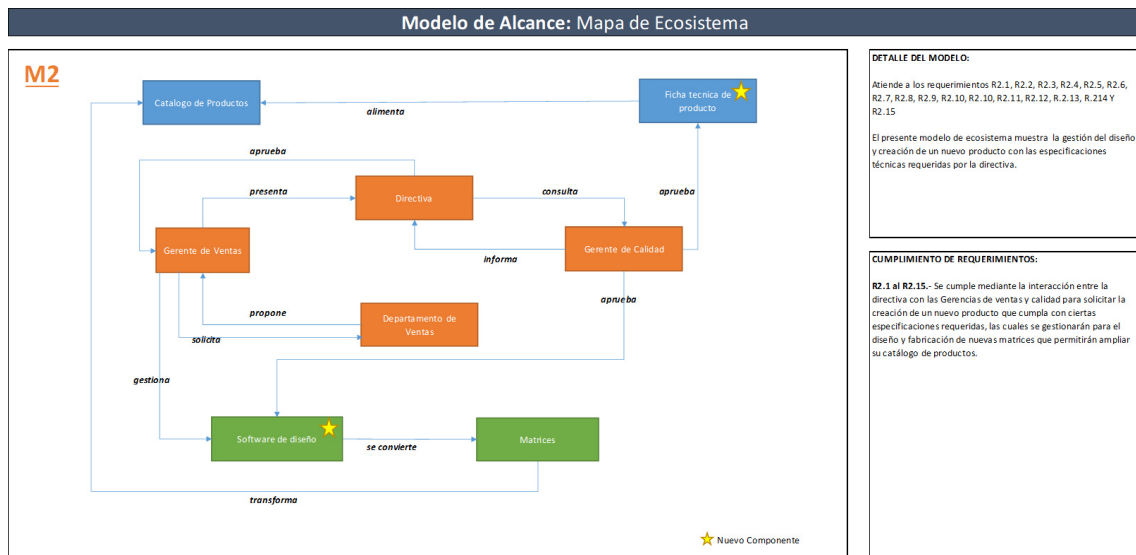 Modelo de Alcance: Mapa de Ecosistema
M2
Catalogo de Productos
Ficha tecnica de
producto
alimenta
aprueba
presenta
Directiva
consulta
aprueba
Gerente de Ventas
Gerente de Calidad
informa
aprueba
propone
Departamento de
Ventas
solicita
gestiona
Software de diseño
se convierte
Matrices
transforma
Nuevo Componente
DETALLE DEL MODELO:
Atiende a los requerimientos R2.1, R2.2, R2.3, R2.4, R2.5, R2.6,
R2.7, R2.8, R2.9, R2.10, R2.10, R2.11, R2.12, R.2.13, R.214 Y
R2.15
El presente modelo de ecosistema muestra la gestión del diseño
y creación de un nuevo producto con las especificaciones
técnicas requeridas por la directiva.
CUMPLIMIENTO DE REQUERIMIENTOS:
R2.1 al R2.15.- Se cumple mediante la interacción entre la
directiva con las Gerencias de ventas y calidad para solicitar la
creación de un nuevo producto que cumpla con ciertas
especificaciones requeridas, las cuales se gestionarán para el
diseño y fabricación de nuevas matrices que permitirán ampliar
su catálogo de productos.